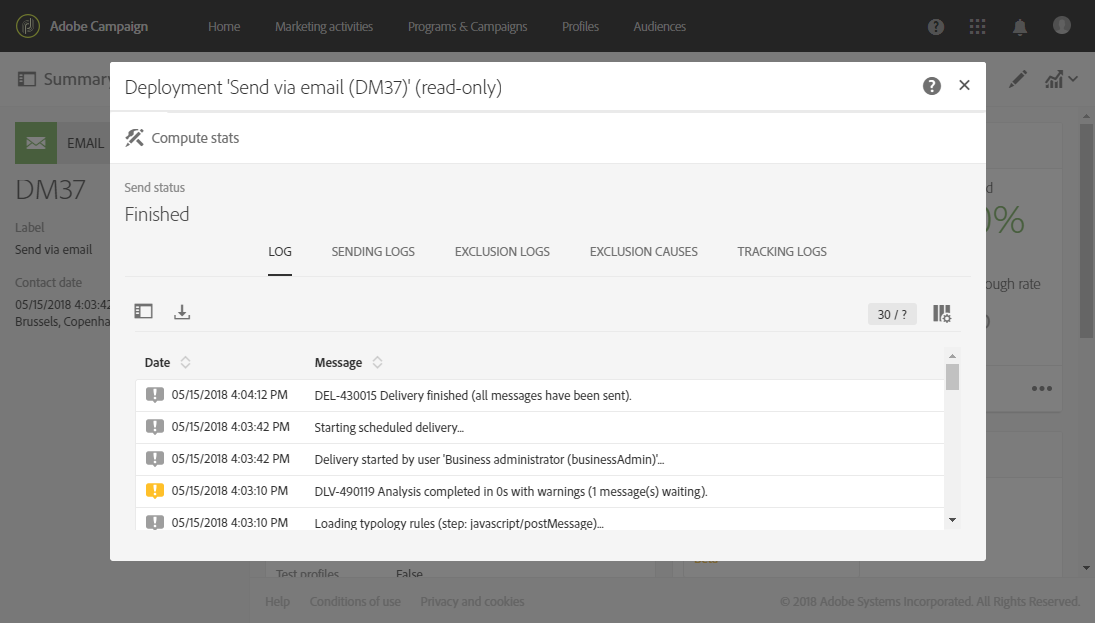 Adobe Campaign Home Marketing activities Programs & Campaigns Profiles Audiences
Summary
Deployment 'Send via email (DM37)' (read-only)
Compute stats
EMAIL
DM37
Label
Send via email
Contact date
05/15/2018 4:03:42
Brussels, Copenha
Send status
Finished
LOG SENDING LOGS EXCLUSION LOGS EXCLUSION CAUSES TRACKING LOGS
30 / ?
Date Message
05/15/2018 4:04:12 PM DEL-430015 Delivery finished (all messages have been sent).
05/15/2018 4:03:42 PM Starting scheduled delivery...
05/15/2018 4:03:42 PM Delivery started by user 'Business administrator (businessAdmin)'...
05/15/2018 4:03:10 PM DLV-490119 Analysis completed in 0s with warnings (1 message(s) waiting).
05/15/2018 4:03:10 PM Loading typology rules (step: javascript/postMessage)...
d
0%
ough rate
Test profiles False
Help Conditions of use Privacy and cookies © 2018 Adobe Systems Incorporated. All Rights Reserved.